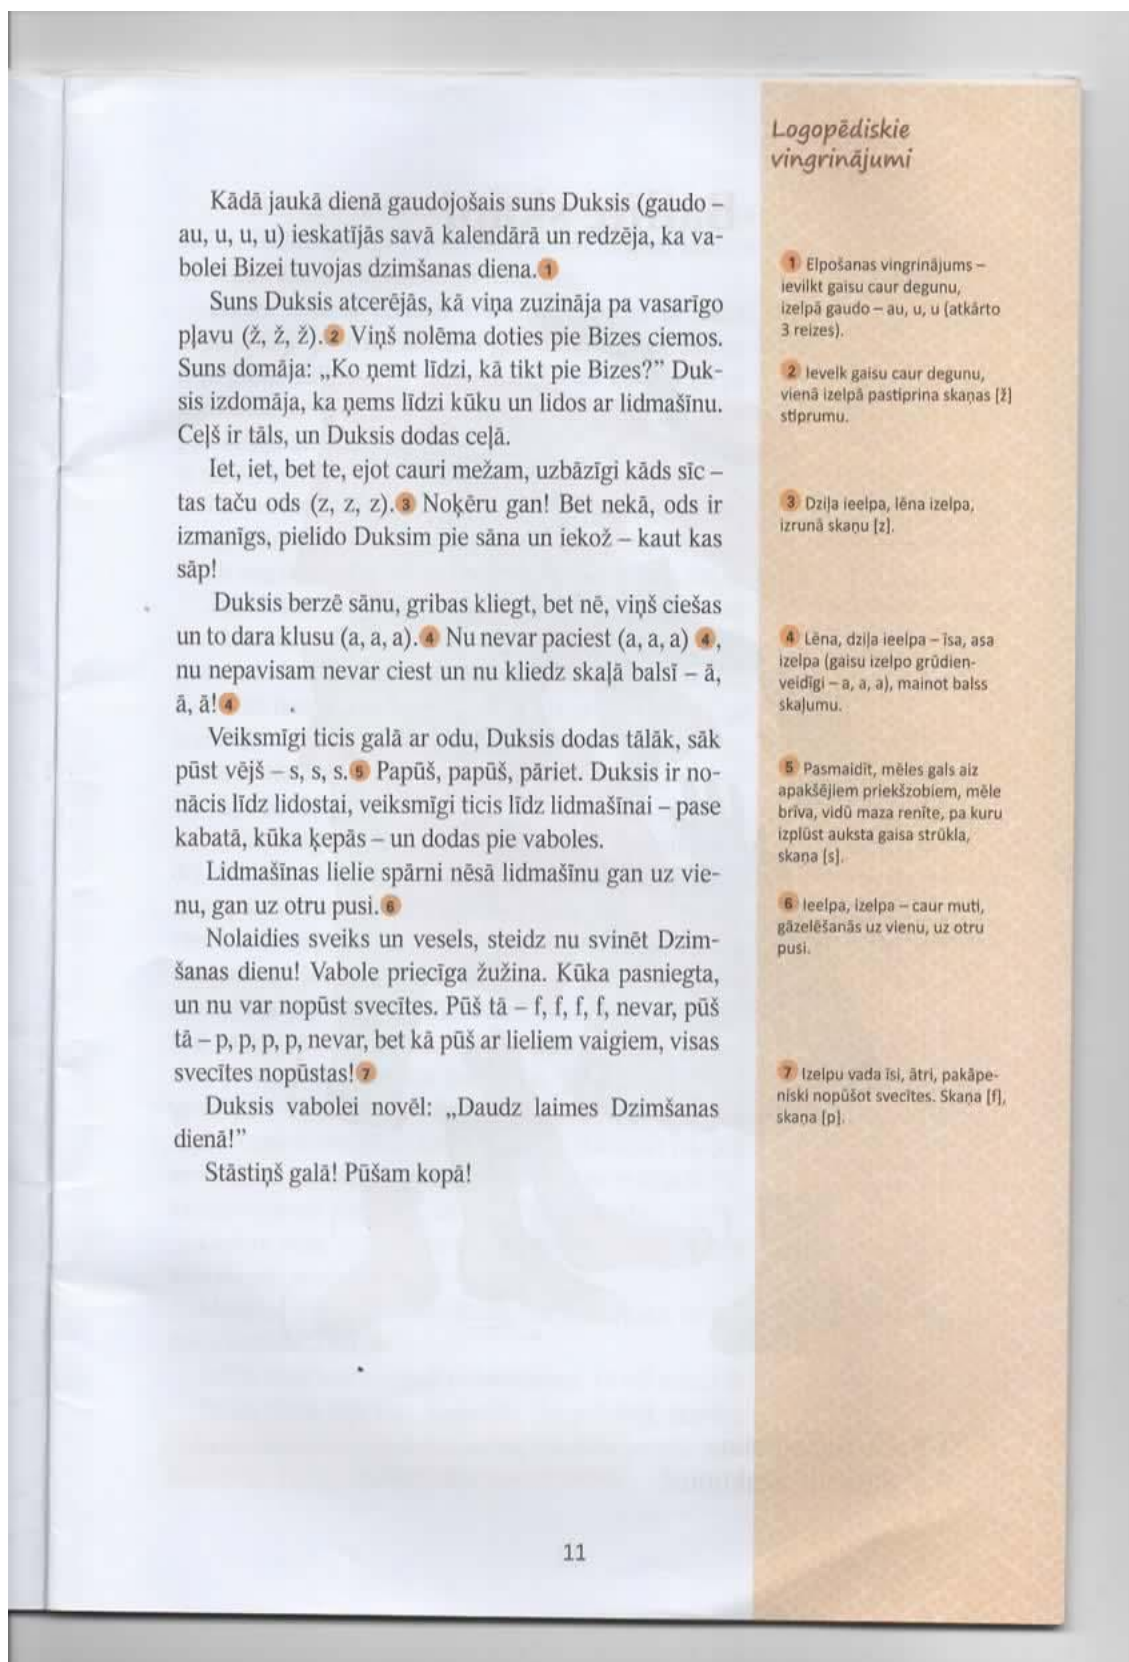 Kādā jaukā dienā gaudojošais suns Duksis (gaudo –
au, u, u, u) ieskatījās savā kalendārā un redzēja, ka va-
bolei Bizei tuvojas dzimšanas diena. 1
Suns Duksis atcerējās, kā viņa zuzināja pa vasarīgo
pļavu (ž, ž, ž). 2 Viņš nolēma doties pie Bizes ciemos.
Suns domāja: „Ko ņemt līdzi, kā tikt pie Bizes?” Duk-
sis izdomāja, ka ņems līdzi kūku un lidos ar lidmašīnu.
Ceļš ir tāls, un Duksis dodas ceļā.
Iet, iet, bet te, ejot cauri mežam, uzbāzīgi kāds sīc –
tas taču ods (z, z, z). 3 Noķēru gan! Bet nekā, ods ir
izmanīgs, pielido Duksim pie sāna un iekož – kaut kas
sāp!
Duksis berzē sānu, gribas kliegt, bet nē, viņš ciešas
un to dara klusu (a, a, a). 4 Nu nevar paciest (a, a, a) 4,
nu nepavisam nevar ciest un nu kliedz skaļā balsī – ā,
ā, ā! 4
Veiksmīgi ticis galā ar odu, Duksis dodas tālāk, sāk
pūst vējš – s, s, s. 5 Papūš, papūš, pāriet. Duksis ir no-
nācis līdz lidostai, veiksmīgi ticis līdz lidmašīnai – pase
kabatā, kūka ķepās – un dodas pie vaboles.
Lidmašīnas lielie spārni nēsā lidmašīnu gan uz vie-
nu, gan uz otru pusi. 6
Nolaidies sveiks un vesels, steidz nu svinēt Dzim-
šanas dienu! Vabole priecīga žužina. Kūka pasniegta,
un nu var nopūst svecītes. Pūš tā – f, f, f, f, nevar, pūš
tā – p, p, p, p, nevar, bet kā pūš ar lieliem vaigiem, visas
svecītes nopūstas! 7
Duksis vabolei novēl: „Daudz laimes Dzimšanas
dienā!”
Stāstiņš galā! Pūšam kopā!
11
Logopēdiskie
vingrinājumi
1 Elpošanas vingrinājums –
ievilkt gaisu caur degunu,
izelpā gaudo – au, u, u (atkārto
3 reizes).
2 Ievelk gaisu caur degunu,
vienā izelpā pastiprina skaņas [ž]
stiprumu.
3 Dziļa ieelpa, lēna izelpa,
izrunā skaņu [z].
4 Lēna, dziļa ieelpa – īsa, asa
izelpa (gaisu izelpo grūdien-
veidīgi – a, a, a), mainot balss
skaļumu.
5 Pasmaidīt, mēles gals aiz
apakšējiem priekšzobiem, mēle
brīva, vidū maza renīte, pa kuru
izplūst auksta gaisa strūkla,
skaņa [s].
6 Ieelpa, izelpa – caur muti,
gāzelēšanās uz vienu, uz otru
pusi.
7 Izelpu vada īsi, ātri, pakāpe-
niski nopūšot svecītes. Skaņa [f],
skaņa [p].